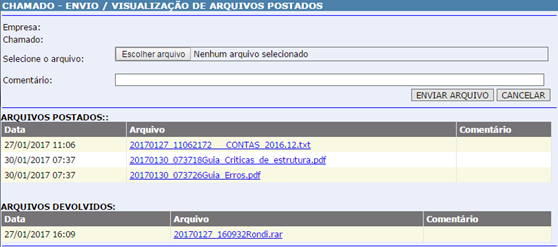 CHAMADO - ENVIO / VISUALIZAÇÃO DE ARQUIVOS POSTADOS
Empresa:
Chamado:
Selecione o arquivo: Escolher arquivo Nenhum arquivo selecionado
Comentário:
ENVIAR ARQUIVO CANCELAR
ARQUIVOS POSTADOS::
Data Arquivo Comentário
27/01/2017 11:06 20170127_11062172___CONTAS_2016.12.txt
30/01/2017 07:37 20170130_073718Guia_Criticas_de_estrutura.pdf
30/01/2017 07:37 20170130_073726Guia_Erros.pdf
ARQUIVOS DEVOLVIDOS:
Data Arquivo Comentário
27/01/2017 16:09 20170127_160932Rondi.rar